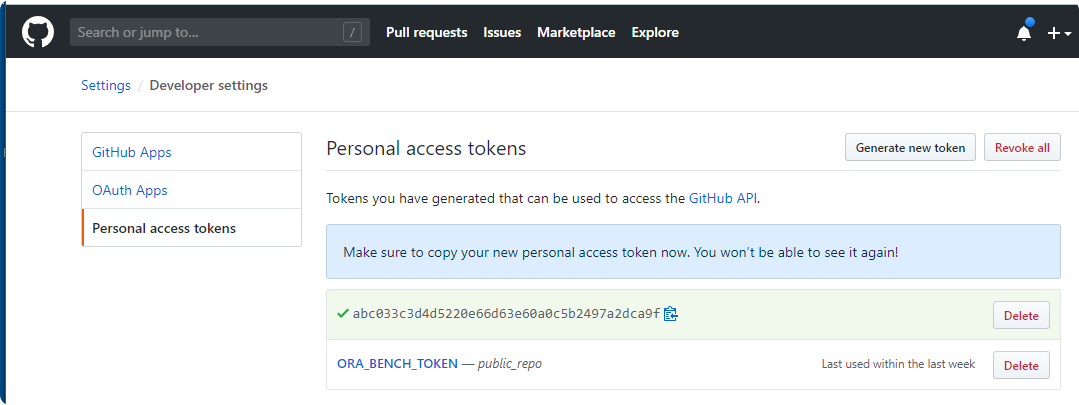 Search or jump to... /
Pull requests Issues Marketplace Explore
Settings / Developer settings
GitHub Apps
OAuth Apps
Personal access tokens
Personal access tokens
Generate new token Revoke all
Tokens you have generated that can be used to access the GitHub API.
Make sure to copy your new personal access token now. You won't be able to see it again!
abc033c3d4d5220e66d63e60a0c5b2497a2dca9f Delete
ORA_BENCH_TOKEN — public_repo Last used within the last week Delete